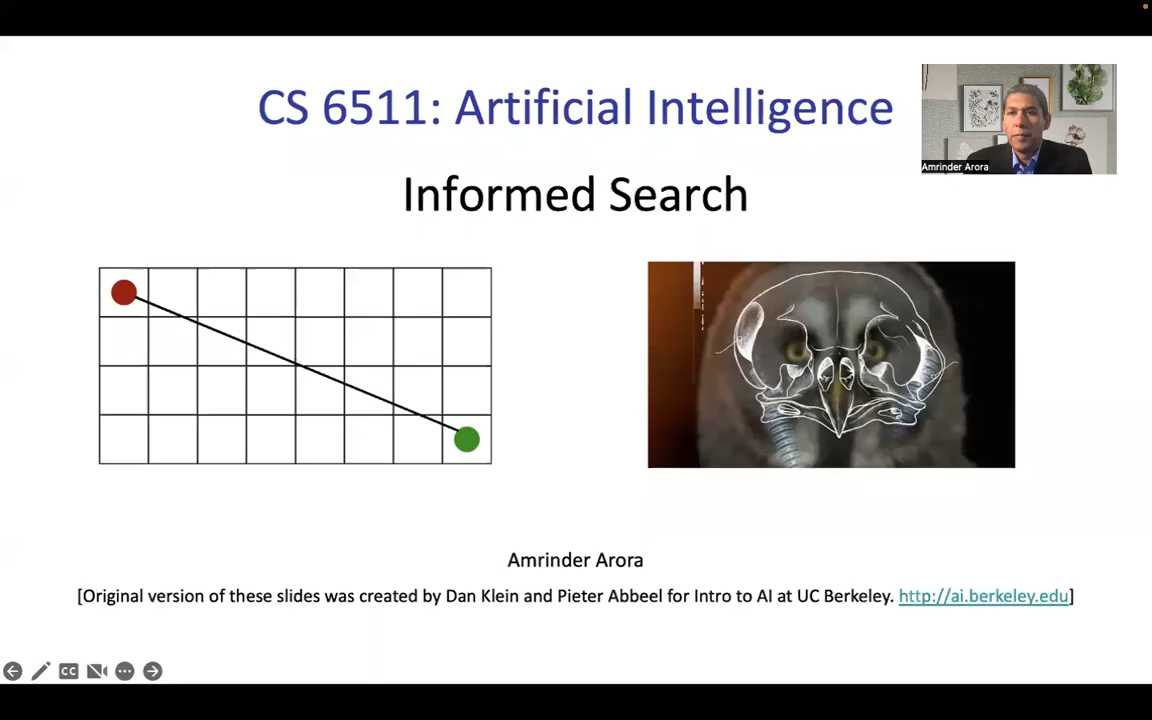 CS 6511: Artificial Intelligence
Amrinder Arora
Informed Search
Amrinder Arora
[Original version of these slides was created by Dan Klein and Pieter Abbeel for Intro to AI at UC Berkeley. http://ai.berkeley.edu]
CC